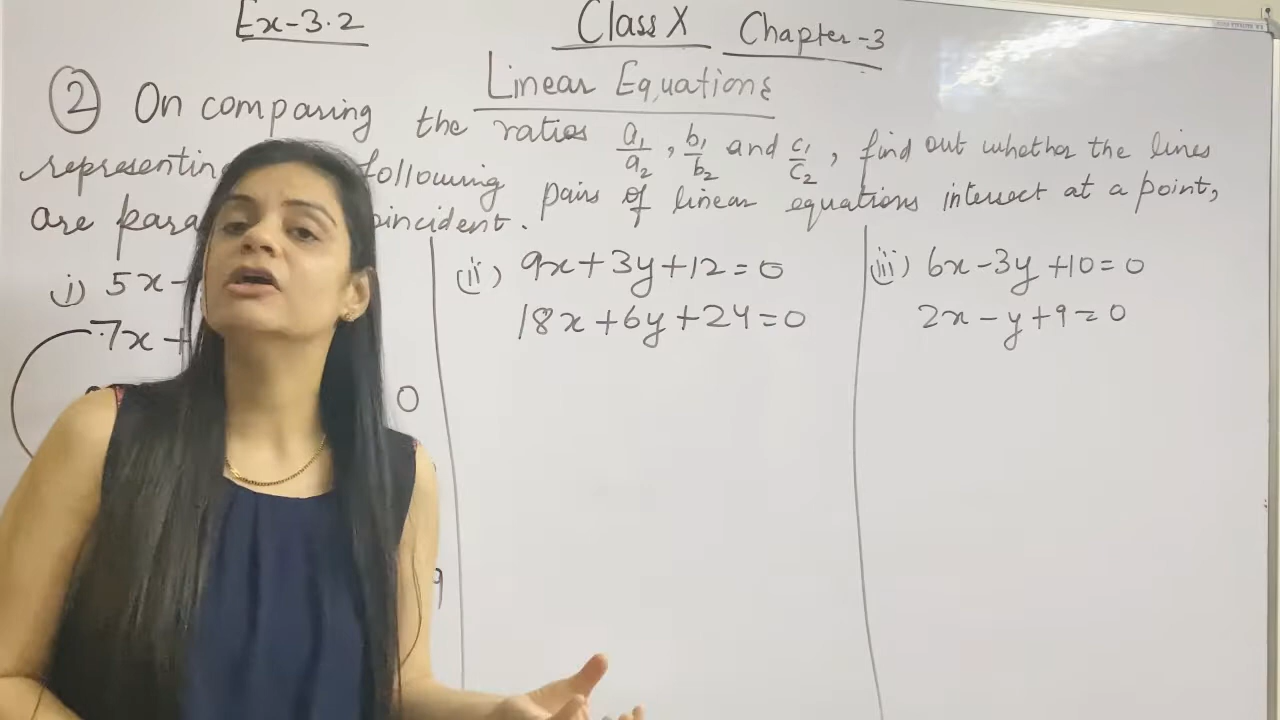 Ex-3.2
Class X Chapter-3
Linear Equations
② On comparing the ratios a₁/a₂, b₁/b₂ and c₁/c₂, find out whether the lines
following pairs of linear equations intersect at a point,
are
i) 5x-
7x+
0
9
(ii) 9x+3y+12=0
18x+6y+24=0
(iii) 6x-3y+10=0
2x-y+9=0